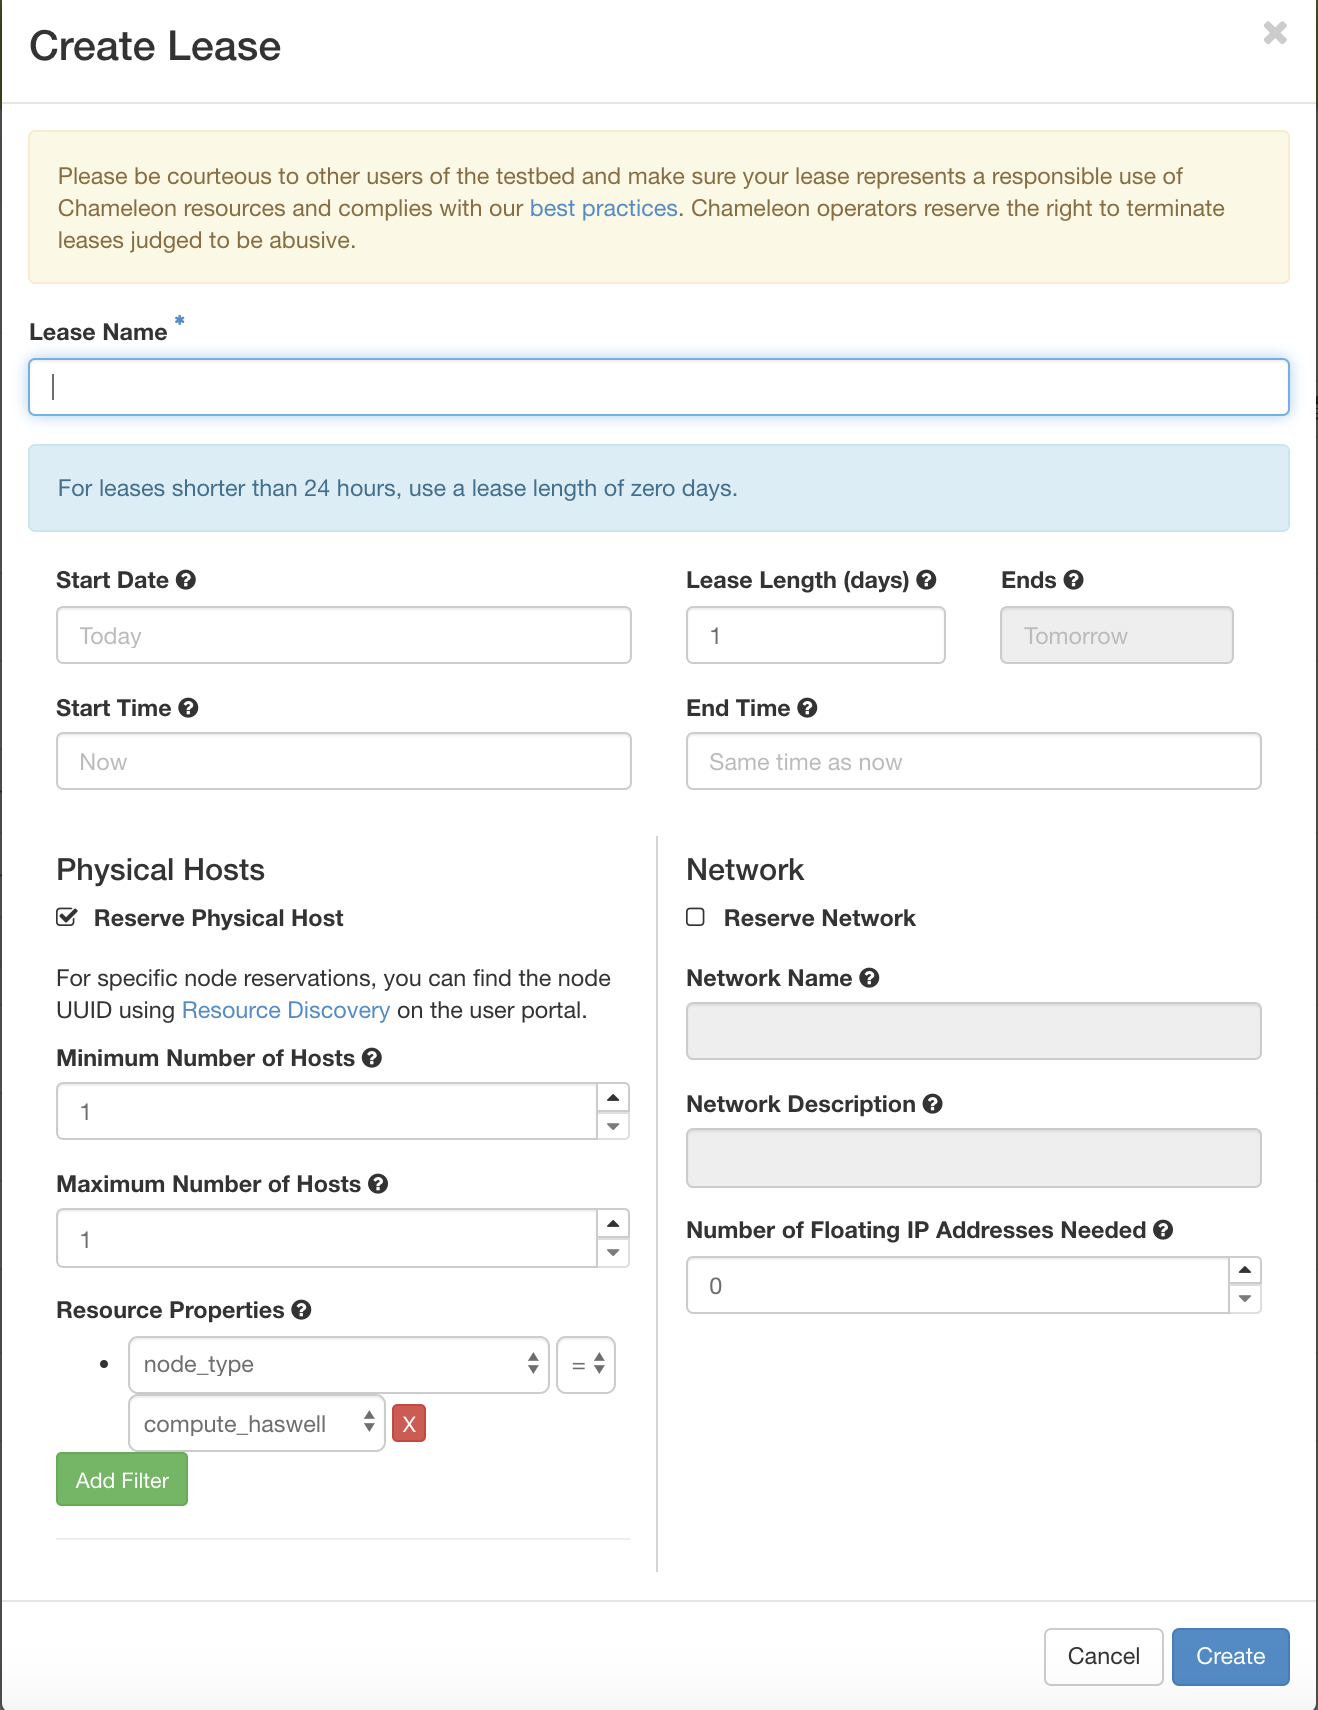 Create Lease
Please be courteous to other users of the testbed and make sure your lease represents a responsible use of
Chameleon resources and complies with our best practices. Chameleon operators reserve the right to terminate
leases judged to be abusive.
Lease Name *
For leases shorter than 24 hours, use a lease length of zero days.
Start Date
Lease Length (days)
Ends
Today
1
Tomorrow
Start Time
End Time
Now
Same time as now
Physical Hosts
Reserve Physical Host
For specific node reservations, you can find the node
UUID using Resource Discovery on the user portal.
Minimum Number of Hosts
1
Maximum Number of Hosts
1
Resource Properties
node_type
=
compute_haswell
X
Add Filter
Network
Reserve Network
Network Name
Network Description
Number of Floating IP Addresses Needed
0
Cancel
Create